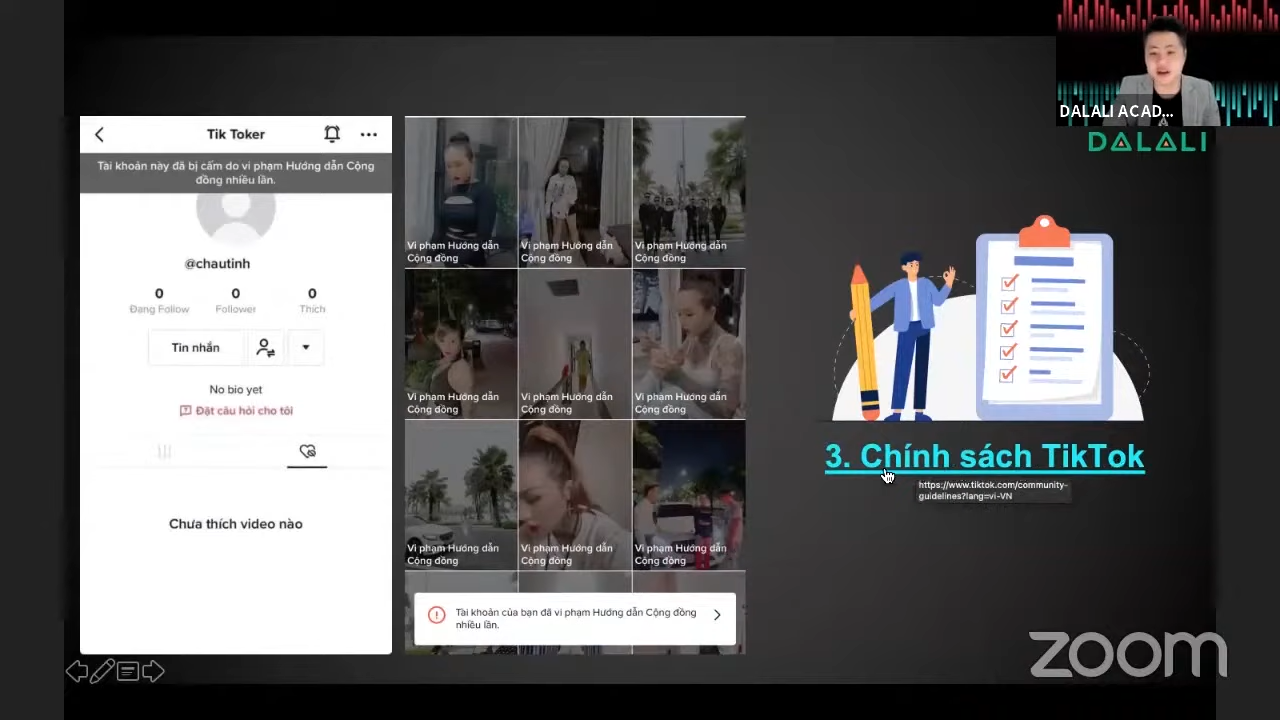 DALALI ACAD...
DALALI
Tik Toker
Tài khoản này đã bị cấm do vi phạm Hướng dẫn Cộng
đồng nhiều lần.
@chautinh
0
0
0
Đang Follow
Follower
Thích
Tin nhắn
No bio yet
Đặt câu hỏi cho tôi
Chưa thích video nào
Vi phạm Hướng dẫn
Cộng đồng
Vi phạm Hướng dẫn
Cộng đồng
Vi phạm Hướng dẫn
Cộng đồng
Vi phạm Hướng dẫn
Cộng đồng
Vi phạm Hướng dẫn
Cộng đồng
Vi phạm Hướng dẫn
Cộng đồng
Vi phạm Hướng dẫn
Cộng đồng
Vi phạm Hướng dẫn
Cộng đồng
Vi phạm Hướng dẫn
Cộng đồng
Tài khoản của bạn đã vi phạm Hướng dẫn Cộng đồng
nhiều lần.
3. Chính sách TikTok
https://www.tiktok.com/community-
guidelines?lang=vi-VN
zoom